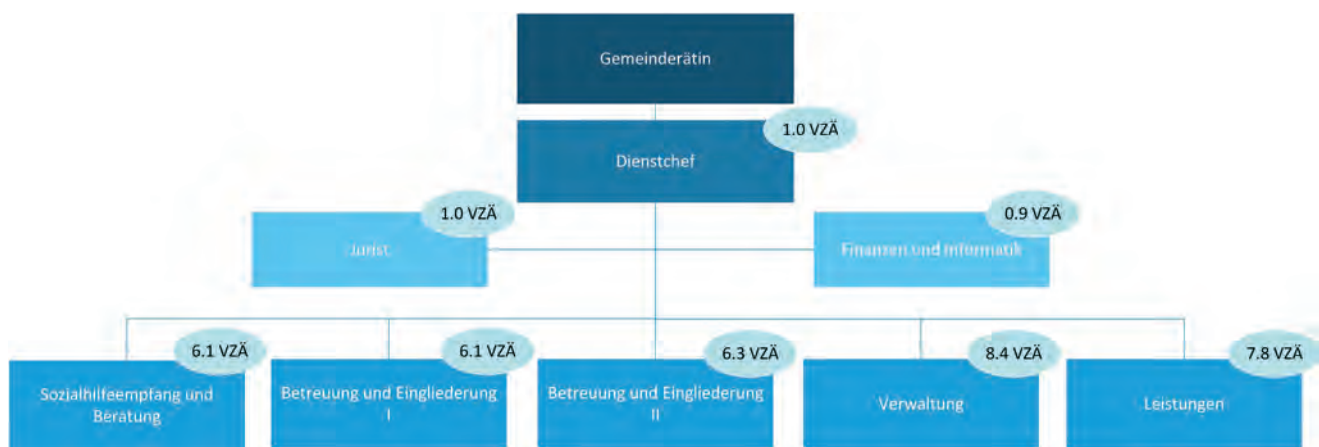 Gemeinderätin
1.0 VZÄ
Dienstchef
1.0 VZÄ
Jurist
0.9 VZÄ
Finanzen und Informatik
6.1 VZÄ
Sozialhilfeempfang und
Beratung
6.1 VZÄ
Betreuung und Eingliederung
I
6.3 VZÄ
Betreuung und Eingliederung
II
8.4 VZÄ
Verwaltung
7.8 VZÄ
Leistungen